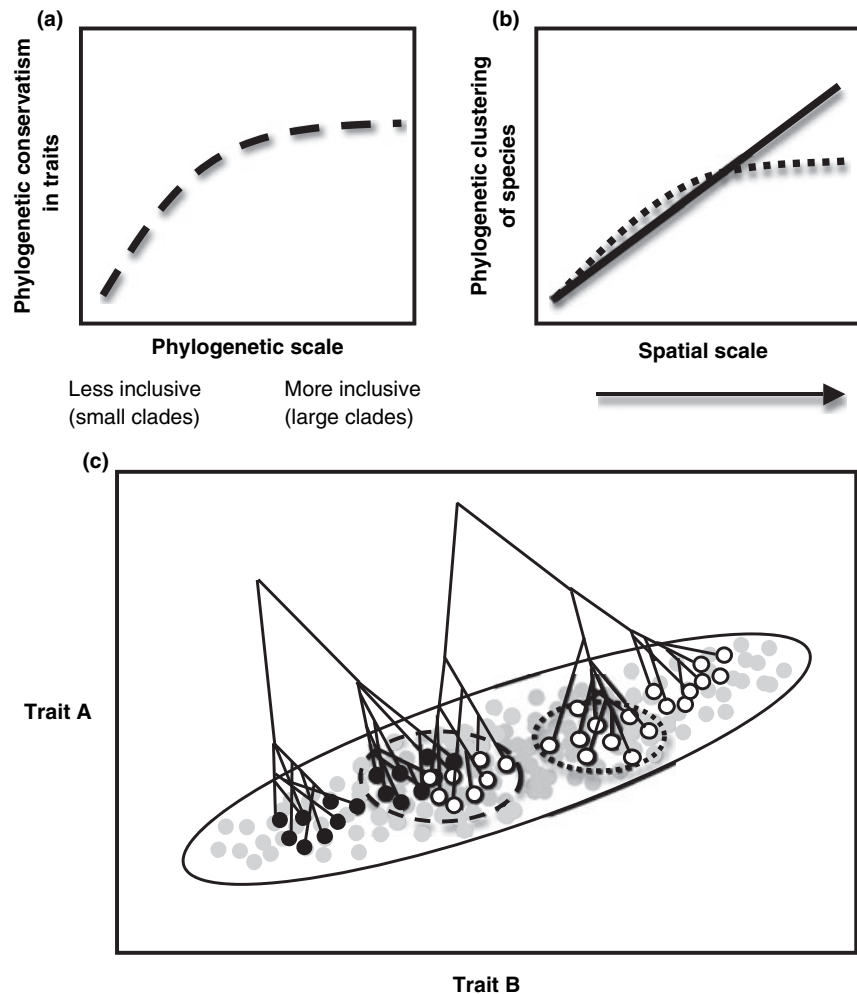 (a)
Phylogenetic conservatism
in traits
Phylogenetic scale
Less inclusive
(small clades)
More inclusive
(large clades)
(b)
Phylogenetic clustering
of species
Spatial scale
(c)
Trait A
Trait B